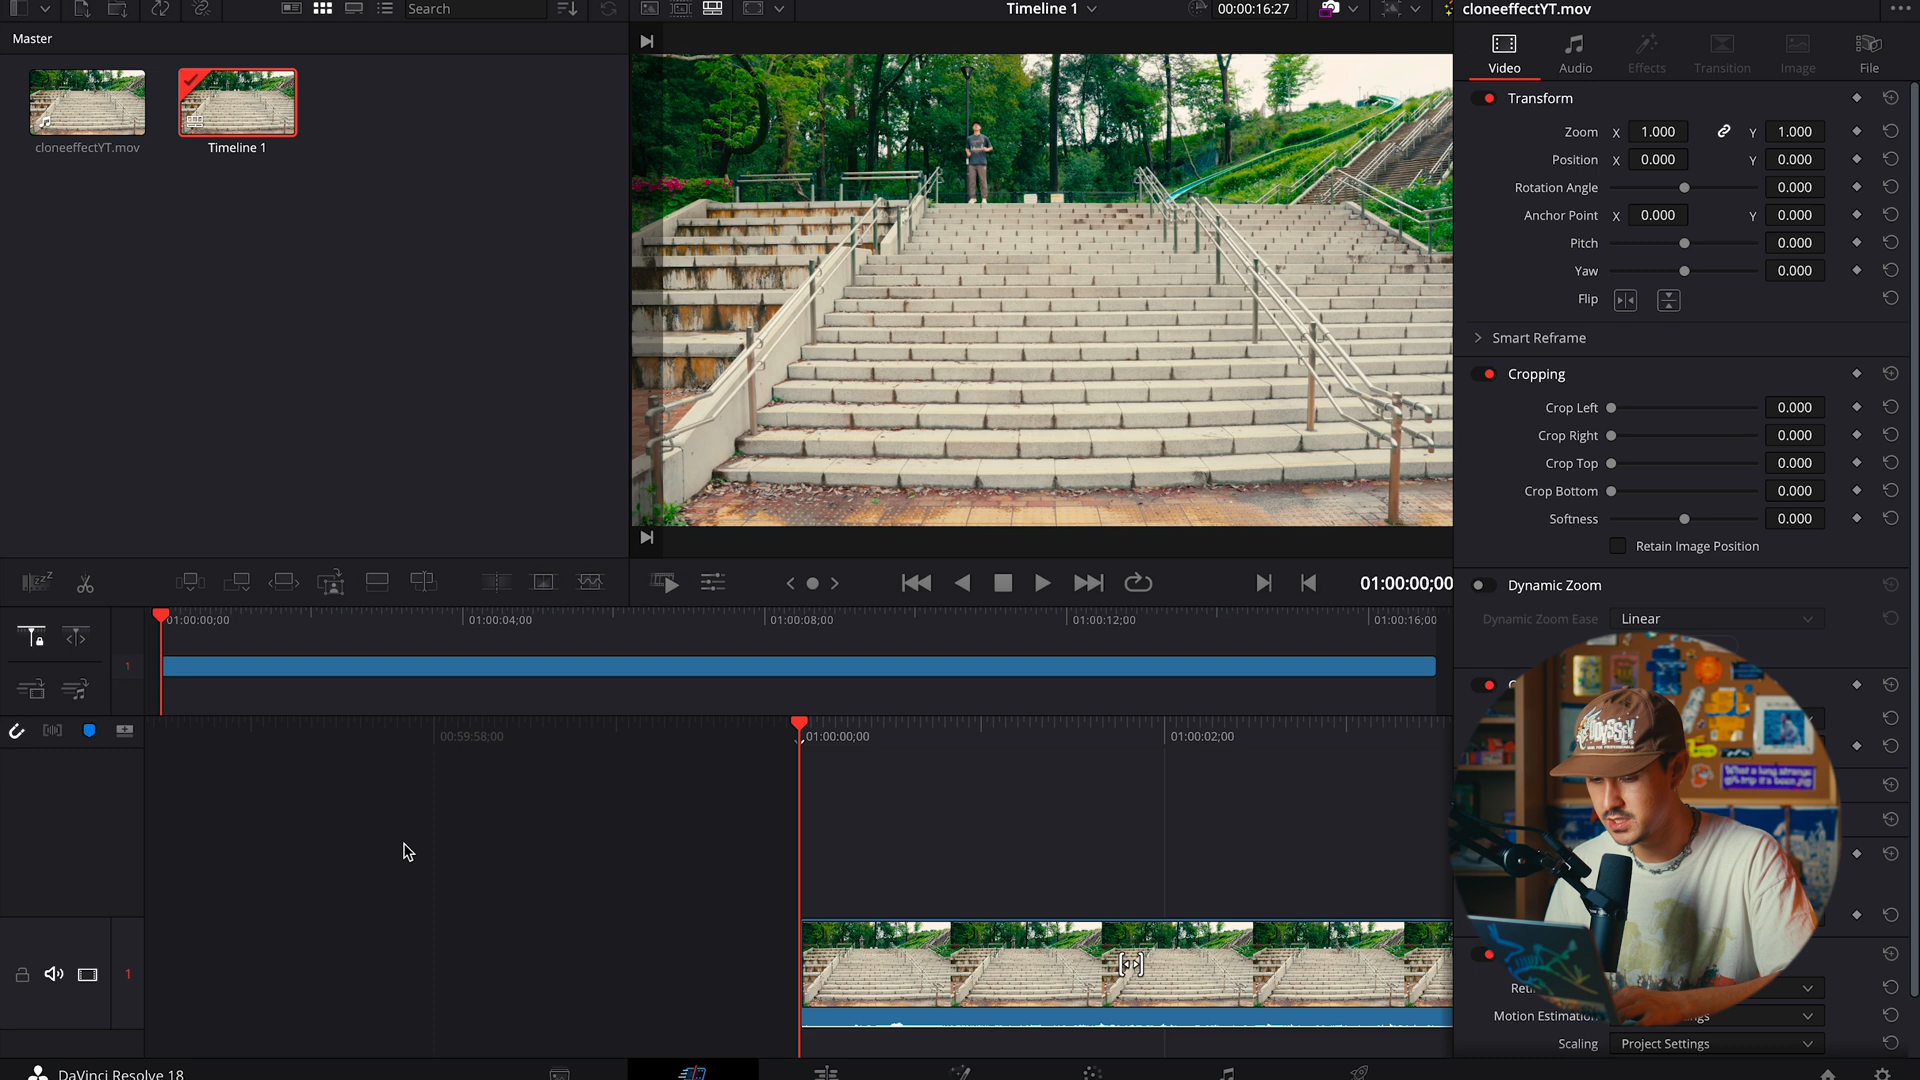 Search
Timeline 1
00:00:16:27
cloneeffectYT.mov
Master
Video
Audio
Effects
Transition
Image
File
cloneeffectYT.mov
Timeline 1
Transform
Zoom X 1.000 Y 1.000
Position X 0.000 Y 0.000
Rotation Angle 0.000
Anchor Point X 0.000 Y 0.000
Pitch 0.000
Yaw 0.000
Flip
Smart Reframe
Cropping
Crop Left 0.000
Crop Right 0.000
Crop Top 0.000
Crop Bottom 0.000
Softness 0.000
Retain Image Position
Dynamic Zoom
Dynamic Zoom Ease Linear
01:00:00;00
01:00:00;00
01:00:04;00
01:00:08;00
01:00:12;00
01:00:16;00
1
00:59:58;00
01:00:00;00
01:00:02;00
1
ODYSSEY
What a long strange
Motion Estimation
Scaling Project Settings
DaVinci Resolve 18